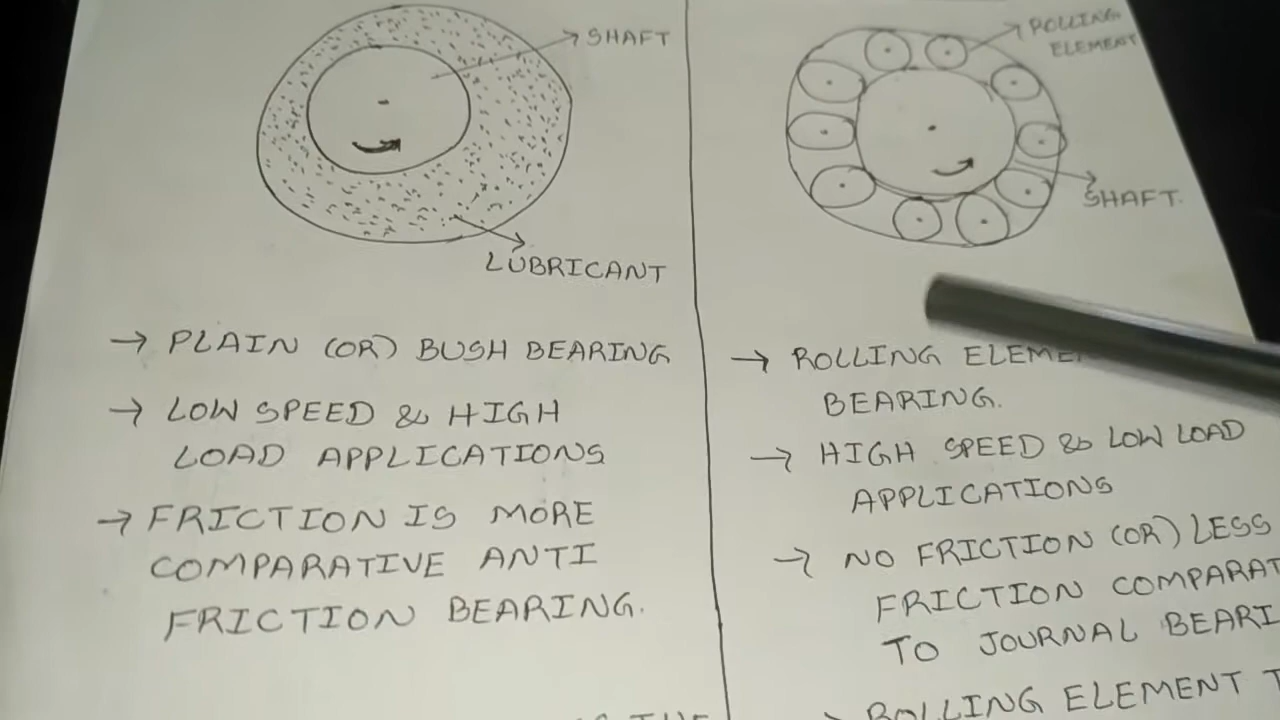 SHAFT
LUBRICANT
→ PLAIN (OR) BUSH BEARING
→ LOW SPEED & HIGH
LOAD APPLICATIONS
→ FRICTION IS MORE
COMPARATIVE ANTI
FRICTION BEARING.
ROLLING
ELEMENT
SHAFT.
→ ROLLING
BEARING.
→ HIGH SPEED & LOW LOAD
APPLICATIONS
→ NO FRICTION (OR) LESS
FRICTION
TO JOURNAL
ROLLING ELEMENT